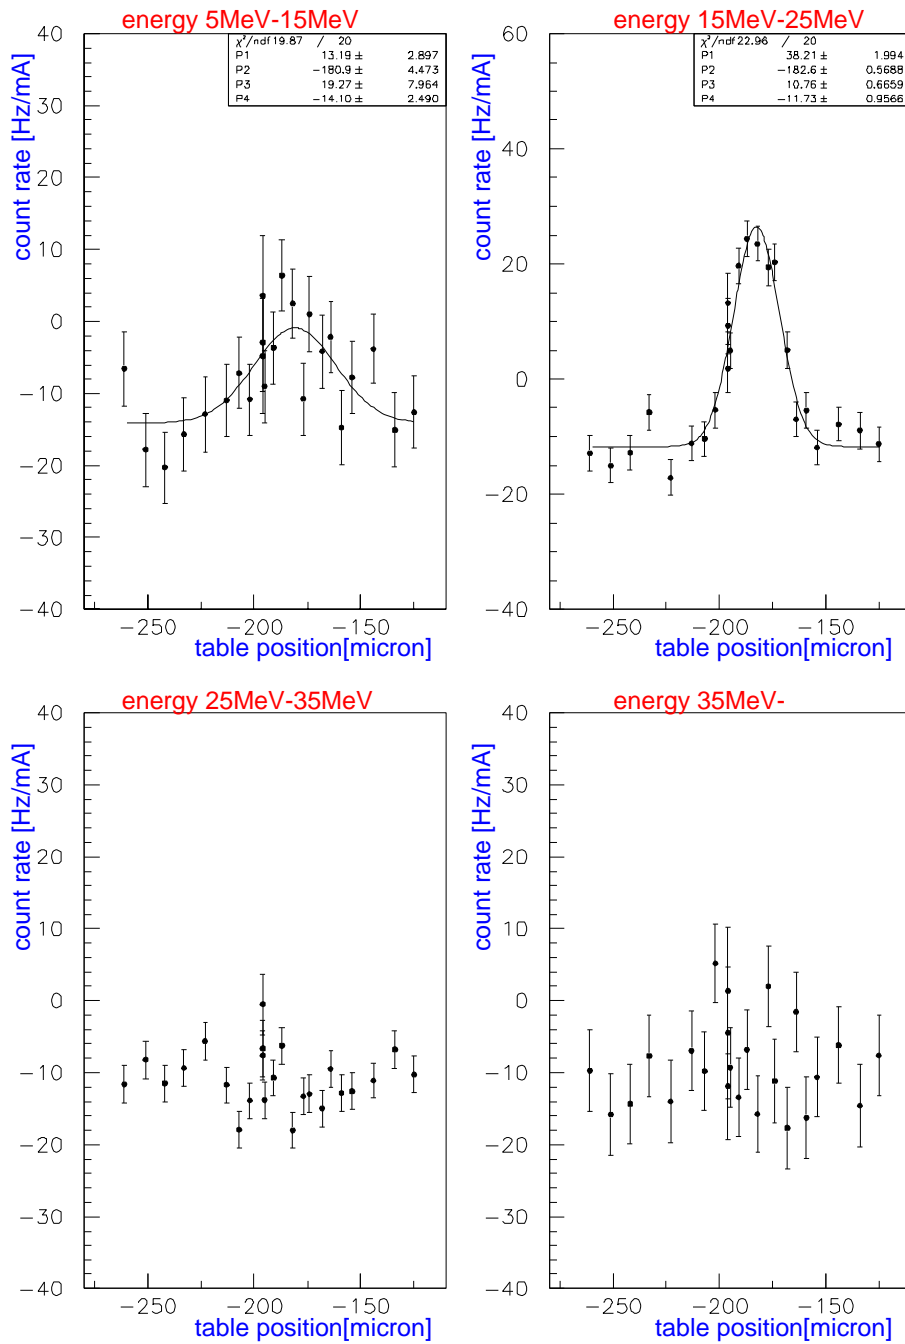 energy 5MeV-15MeV
χ²/ndf 19.87 / 20
P1 13.19 ± 2.897
P2 -180.9 ± 4.473
P3 19.27 ± 7.964
P4 -14.10 ± 2.490
count rate [Hz/mA]
40
30
20
10
0
-10
-20
-30
-40
-250
-200
-150
table position[micron]
energy 15MeV-25MeV
χ²/ndf 22.96 / 20
P1 38.21 ± 1.994
P2 -182.6 ± 0.5688
P3 10.76 ± 0.6659
P4 -11.73 ± 0.9566
count rate [Hz/mA]
60
40
20
0
-20
-40
-250
-200
-150
table position[micron]
energy 25MeV-35MeV
count rate [Hz/mA]
40
30
20
10
0
-10
-20
-30
-40
-250
-200
-150
table position[micron]
energy 35MeV-
count rate [Hz/mA]
40
30
20
10
0
-10
-20
-30
-40
-250
-200
-150
table position[micron]